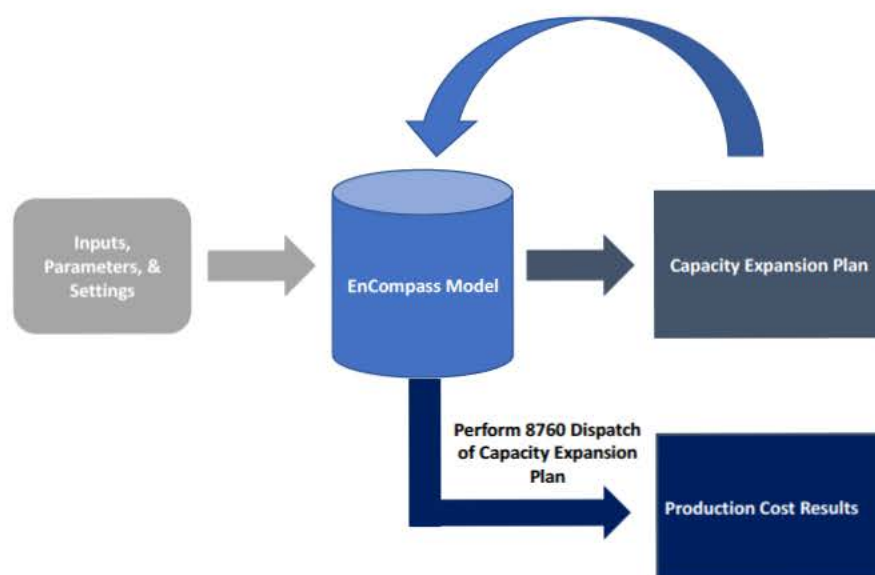 Inputs,
Parameters, &
Settings
EnCompass Model
Capacity Expansion Plan
Perform 8760 Dispatch
of Capacity Expansion
Plan
Production Cost Results